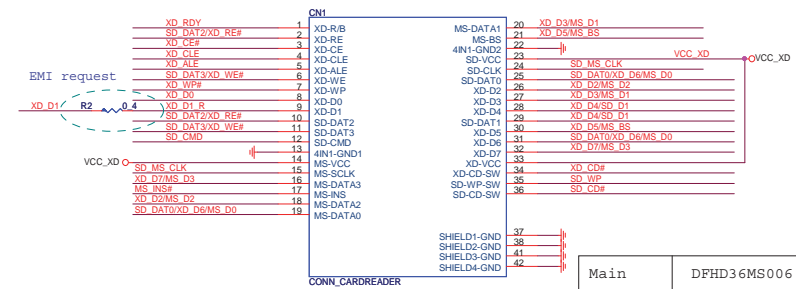 CN1
XD_RDY 1 XD-R/B
SD_DAT2/XD_RE# 2 XD-RE
XD_CE# 3 XD-CE
XD_CLE 4 XD-CLE
XD_ALE 5 XD-ALE
SD_DAT3/XD_WE# 6 XD-WE
XD_WP# 7 XD-WP
XD_D0 8 XD-D0
EMI request
XD_D1 R2 0_4 XD_D1_R 9 XD-D1
SD_DAT2/XD_RE# 10 SD-DAT2
SD_DAT3/XD_WE# 11 SD-DAT3
SD_CMD 12 SD-CMD
13 4IN1-GND1
VCC_XD 14 MS-VCC
SD_MS_CLK 15 MS-SCLK
XD_D7/MS_D3 16 MS-DATA3
MS_INS# 17 MS-INS
XD_D2/MS_D2 18 MS-DATA2
SD_DAT0/XD_D6/MS_D0 19 MS-DATA0
MS-DATA1 20 XD_D3/MS_D1
MS-BS 21 XD_D5/MS_BS
4IN1-GND2 22
SD-VCC 23 VCC_XD VCC_XD
SD-CLK 24 SD_MS_CLK
SD-DAT0 25 SD_DAT0/XD_D6/MS_D0
XD-D2 26 XD_D2/MS_D2
XD-D3 27 XD_D3/MS_D1
XD-D4 28 XD_D4/SD_D1
SD-DAT1 29 XD_D4/SD_D1
XD-D5 30 XD_D5/MS_BS
XD-D6 31 SD_DAT0/XD_D6/MS_D0
XD-D7 32 XD_D7/MS_D3
XD-VCC 33
XD-CD-SW 34 XD_CD#
SD-WP-SW 35 SD_WP
SD-CD-SW 36 SD_CD#
SHIELD1-GND 37
SHIELD2-GND 38
SHIELD3-GND 41
SHIELD4-GND 42
CONN_CARDREADER
Main DFHD36MS006